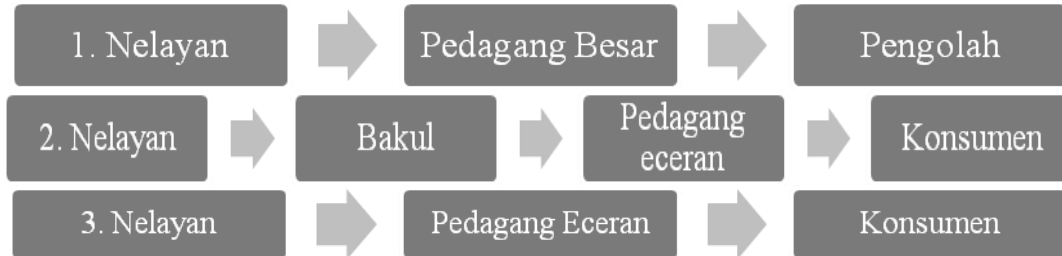 1. Nelayan Pedagang Besar Pengolah
2. Nelayan Bakul Pedagang eceran Konsumen
3. Nelayan Pedagang Eceran Konsumen